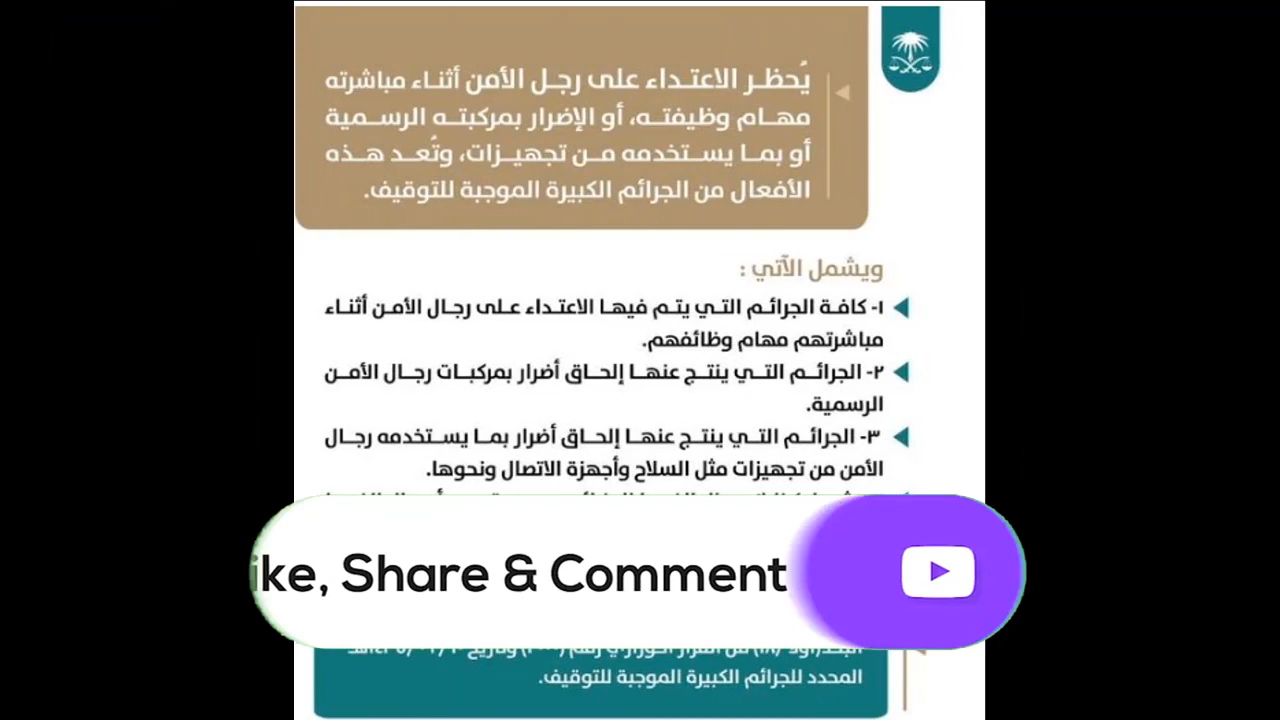 يُحظر الاعتداء على رجل الأمن أثناء مباشرته
مهام وظيفته، أو الإضرار بمركبته الرسمية
أو بما يستخدمه من تجهيزات، وتُعد هذه
الأفعال من الجرائم الكبيرة الموجبة للتوقيف.
ويشمل الآتي :
١- كافة الجرائم التي يتم فيها الاعتداء على رجال الأمن أثناء
مباشرتهم مهام وظائفهم.
٢- الجرائم التي ينتج عنها إلحاق أضرار بمركبات رجال الأمن
الرسمية.
٣- الجرائم التي ينتج عنها إلحاق أضرار بما يستخدمه رجال
الأمن من تجهيزات مثل السلاح وأجهزة الاتصال ونحوها.
ike, Share & Comment
من القرار الوزاري رقم
المحدد للجرائم الكبيرة الموجبة للتوقيف.